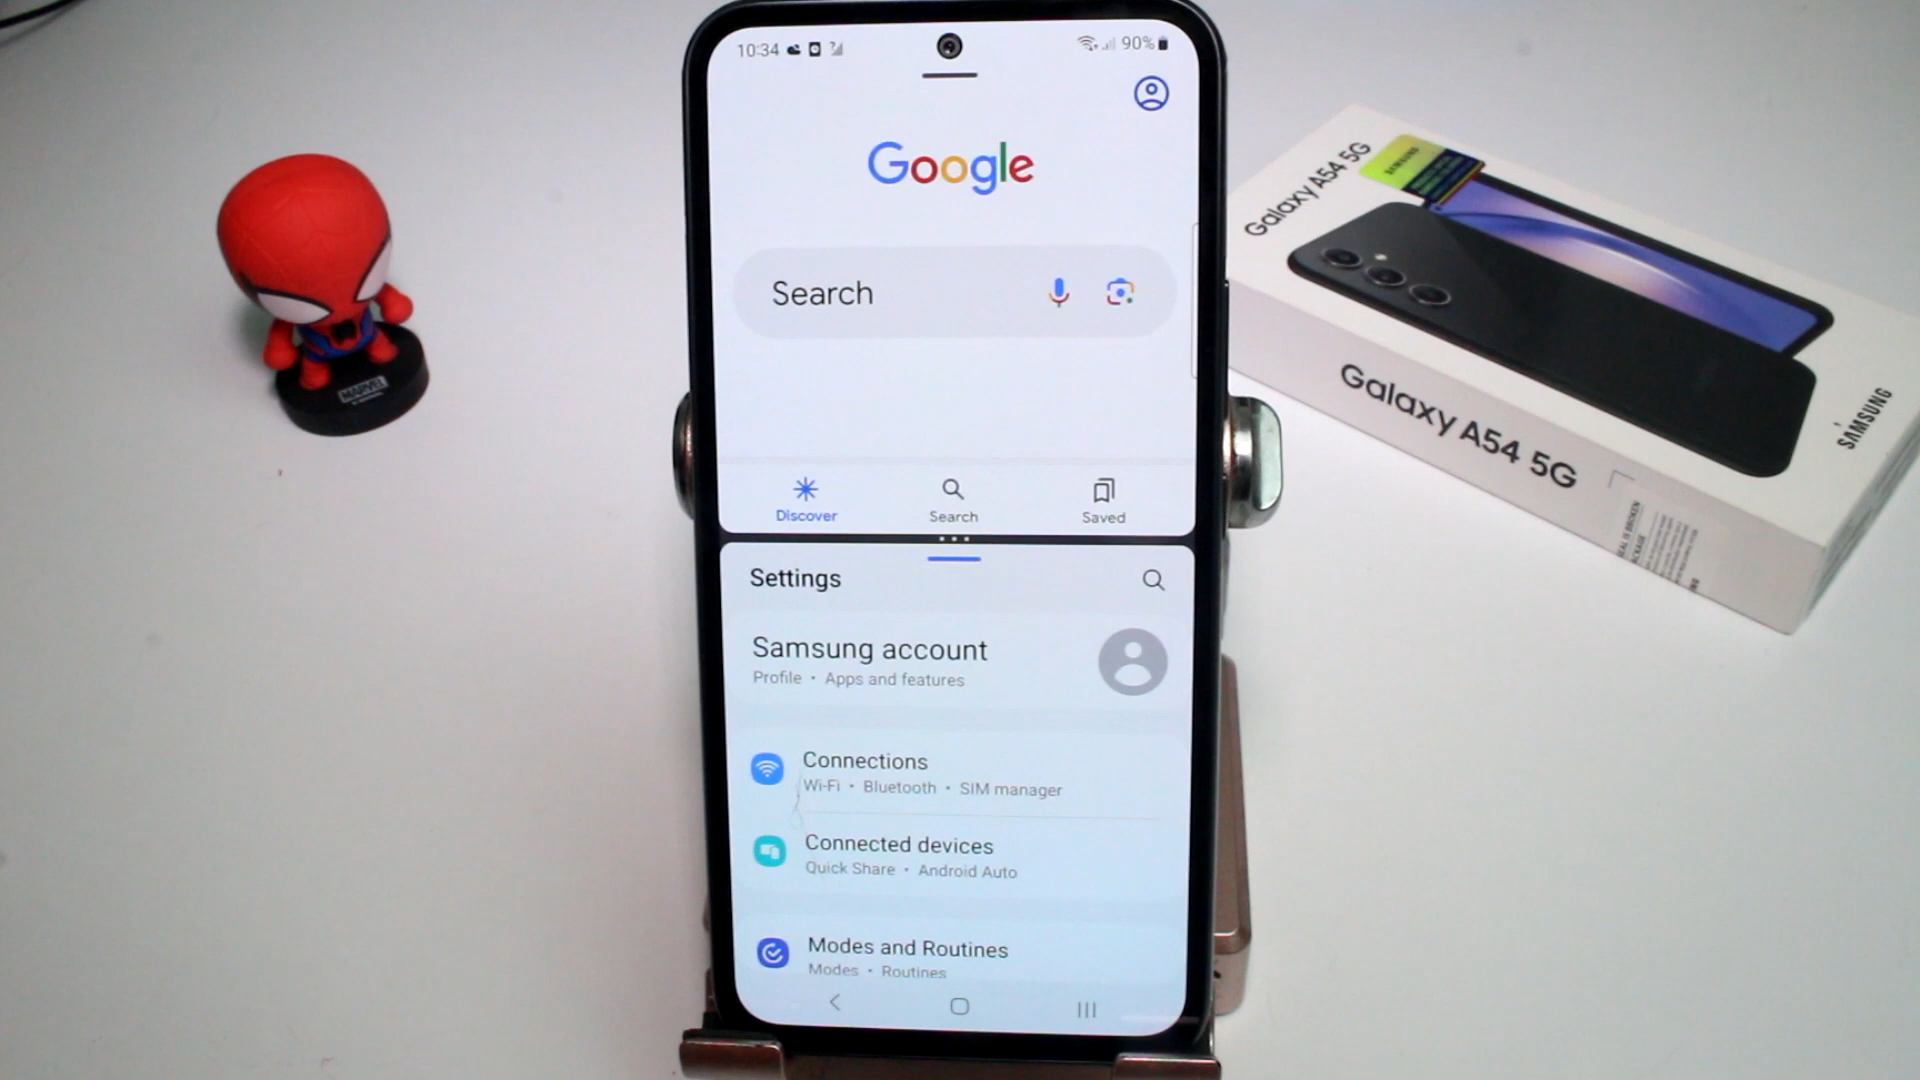 10:34
90%
Google
Search
Discover
Search
Saved
Settings
Samsung account
Profile • Apps and features
Connections
Wi-Fi • Bluetooth • SIM manager
Connected devices
Quick Share • Android Auto
Modes and Routines
Modes • Routines
MARVEL
Galaxy A54 5G
SAMSUNG
Galaxy A54 5G
SAMSUNG